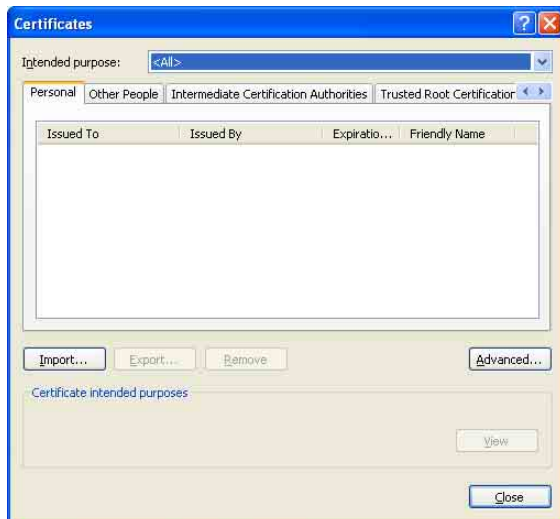 Certificates
Intended purpose: <All>
Personal Other People Intermediate Certification Authorities Trusted Root Certification
Issued To Issued By Expiratio... Friendly Name
Import... Export... Remove Advanced...
Certificate intended purposes
View
Close